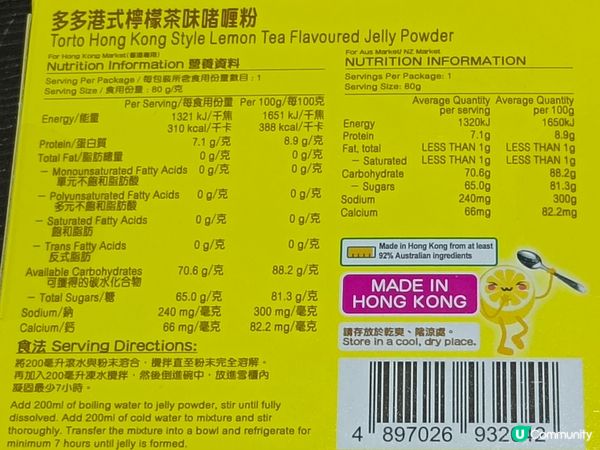 多多港式檸檬茶味啫喱粉
Torto Hong Kong Style Lemon Tea Flavoured Jelly Powder
For Hong Kong Market(香港專用)
Nutrition Information 營養資料
Serving Per Package / 每包裝所含食用份量數目 : 1
Serving Size / 食用份量 : 80 g/克
Per Serving/每食用份量 Per 100g/每100克
Energy/能量 1321 kJ/千焦 1651 kJ/千焦
310 kcal/千卡 388 kcal/千卡
Protein/蛋白質 7.1 g/克 8.9 g/克
Total Fat/脂肪總量 0 g/克 0 g/克
– Monounsaturated Fatty Acids 0 g/克 0 g/克
單元不飽和脂肪酸
– Polyunsaturated Fatty Acids 0 g/克 0 g/克
多元不飽和脂肪酸
– Saturated Fatty Acids 0 g/克 0 g/克
飽和脂肪
– Trans Fatty Acids 0 g/克 0 g/克
反式脂肪
Available Carbohydrates 70.6 g/克 88.2 g/克
可獲得的碳水化合物
– Total Sugars/糖 65.0 g/克 81.3 g/克
Sodium/鈉 240 mg/毫克 300 mg/毫克
Calcium/鈣 66 mg/毫克 82.2 mg/毫克
食法 Serving Directions:
將200毫升滾水與粉末溶合，攪拌直至粉末完全溶解。
再加入200毫升凍水攪拌，然後倒進碗中，放進雪櫃內
凝固最少7小時。
Add 200ml of boiling water to jelly powder, stir until fully
dissolved. Add 200ml of cold water to mixture and stir
thoroughly. Transfer the mixture into a bowl and refrigerate for
minimum 7 hours until jelly is formed.
For Aus Market/ NZ Market
NUTRITION INFORMATION
Servings Per Package: 1
Serving Size: 80g
Average Quantity Average Quantity
per serving per 100g
Energy 1320kJ 1650kJ
Protein 7.1g 8.9g
Fat, total LESS THAN 1g LESS THAN 1g
– Saturated LESS THAN 1g LESS THAN 1g
Carbohydrate 70.6g 88.2g
– Sugars 65.0g 81.3g
Sodium 240mg 300g
Calcium 66mg 82.2mg
Made in Hong Kong from at least
92% Australian ingredients
MADE IN
HONG KONG
請存放於乾爽、陰涼處。
Store in a cool, dry place.
4 897026 932042
U Community